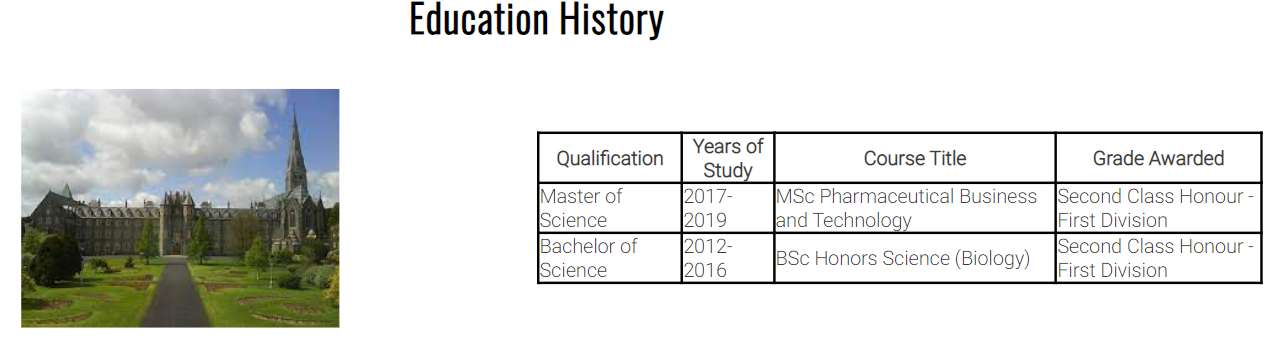 Education History
Qualification
Years of
Study
Course Title
Grade Awarded
Master of
Science
2017-
2019
MSc Pharmaceutical Business
and Technology
Second Class Honour -
First Division
Bachelor of
Science
2012-
2016
BSc Honors Science (Biology)
Second Class Honour -
First Division